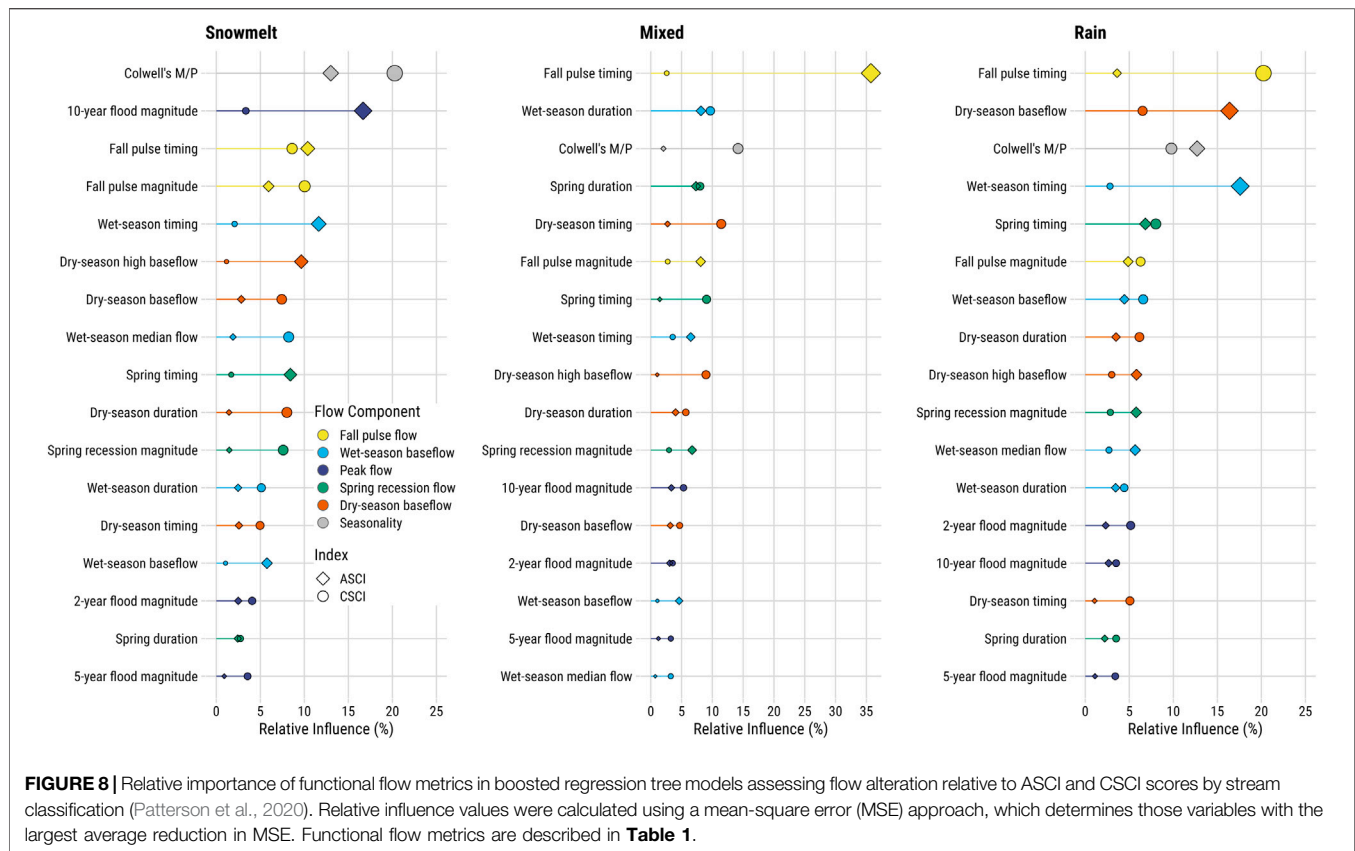 Snowmelt
Colwell's M/P
10-year flood magnitude
Fall pulse timing
Fall pulse magnitude
Wet-season timing
Dry-season high baseflow
Dry-season baseflow
Wet-season median flow
Spring timing
Dry-season duration
Spring recession magnitude
Wet-season duration
Dry-season timing
Wet-season baseflow
2-year flood magnitude
Spring duration
5-year flood magnitude
0 5 10 15 20 25
Relative Influence (%)
Flow Component
Fall pulse flow
Wet-season baseflow
Peak flow
Spring recession flow
Dry-season baseflow
Seasonality
Index
ASCI
CSCI
Mixed
Fall pulse timing
Wet-season duration
Colwell's M/P
Spring duration
Dry-season timing
Fall pulse magnitude
Spring timing
Wet-season timing
Dry-season high baseflow
Dry-season duration
Spring recession magnitude
10-year flood magnitude
Dry-season baseflow
2-year flood magnitude
Wet-season baseflow
5-year flood magnitude
Wet-season median flow
0 5 10 15 20 25 30 35
Relative Influence (%)
Rain
Fall pulse timing
Dry-season baseflow
Colwell's M/P
Wet-season timing
Spring timing
Fall pulse magnitude
Wet-season baseflow
Dry-season duration
Dry-season high baseflow
Spring recession magnitude
Wet-season median flow
Wet-season duration
2-year flood magnitude
10-year flood magnitude
Dry-season timing
Spring duration
5-year flood magnitude
0 5 10 15 20 25
Relative Influence (%)
FIGURE 8 | Relative importance of functional flow metrics in boosted regression tree models assessing flow alteration relative to ASCI and CSCI scores by stream
classification (Patterson et al., 2020). Relative influence values were calculated using a mean-square error (MSE) approach, which determines those variables with the
largest average reduction in MSE. Functional flow metrics are described in Table 1.